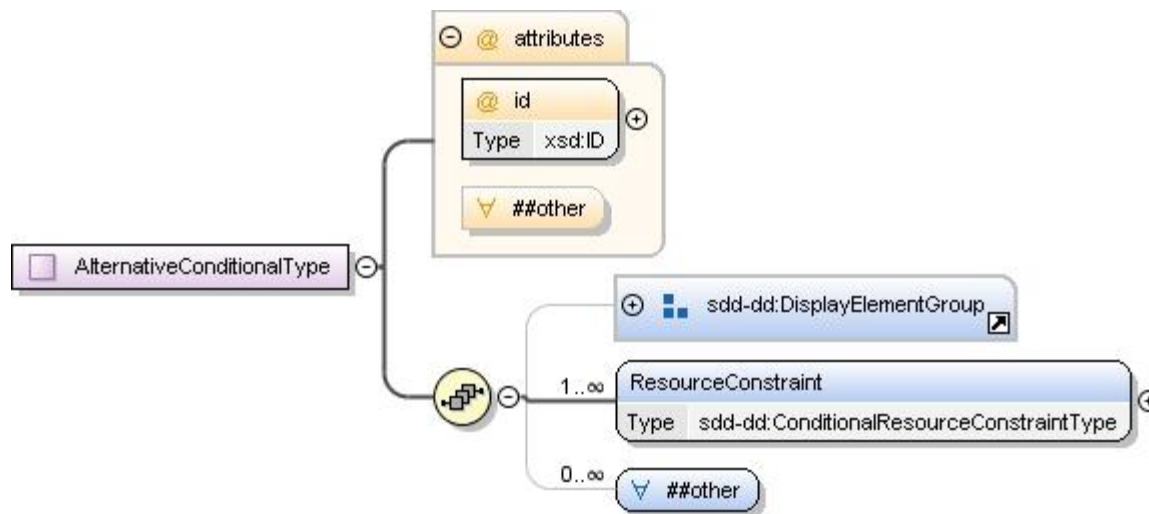 @ attributes
@ id
Type xsd:ID
∀ ##other
AlternativeConditionalType
sdd-dd:DisplayElementGroup
1..∞ ResourceConstraint
Type sdd-dd:ConditionalResourceConstraintType
0..∞ ∀ ##other